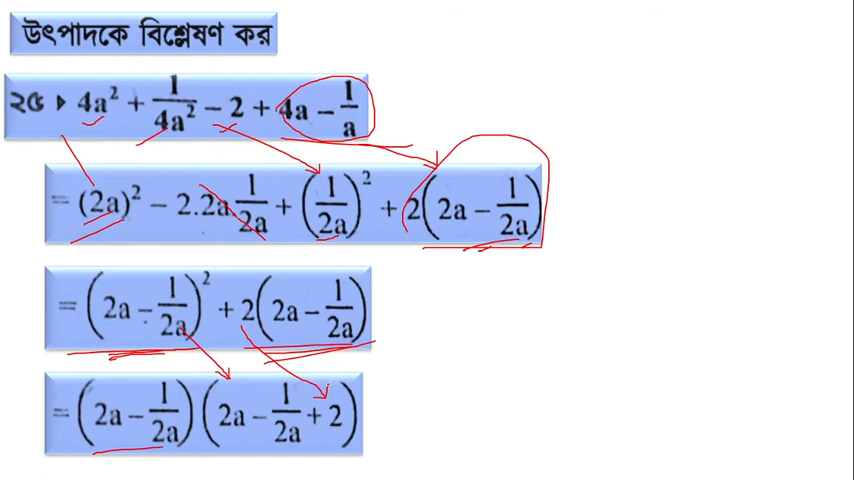 উৎপাদকে বিশ্লেষণ কর
২৫ ▶ 4a² + 1/4a² − 2 + 4a − 1/a
= (2a)² − 2.2a.1/2a + (1/2a)² + 2(2a − 1/2a)
= (2a − 1/2a)² + 2(2a − 1/2a)
= (2a − 1/2a)(2a − 1/2a + 2)